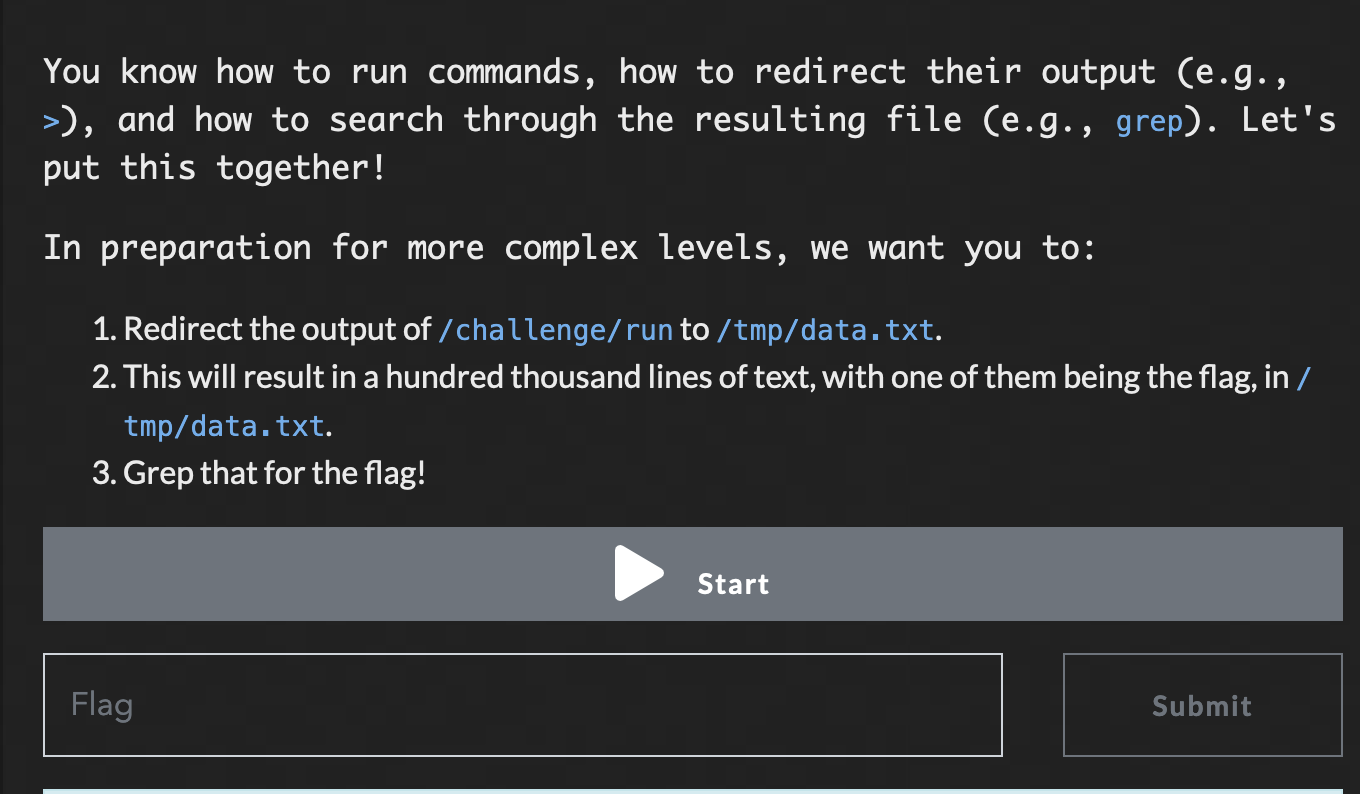 You know how to run commands, how to redirect their output (e.g.,
>), and how to search through the resulting file (e.g., grep). Let's
put this together!
In preparation for more complex levels, we want you to:
1. Redirect the output of /challenge/run to /tmp/data.txt.
2. This will result in a hundred thousand lines of text, with one of them being the flag, in /
tmp/data.txt.
3. Grep that for the flag!
Start
Flag
Submit